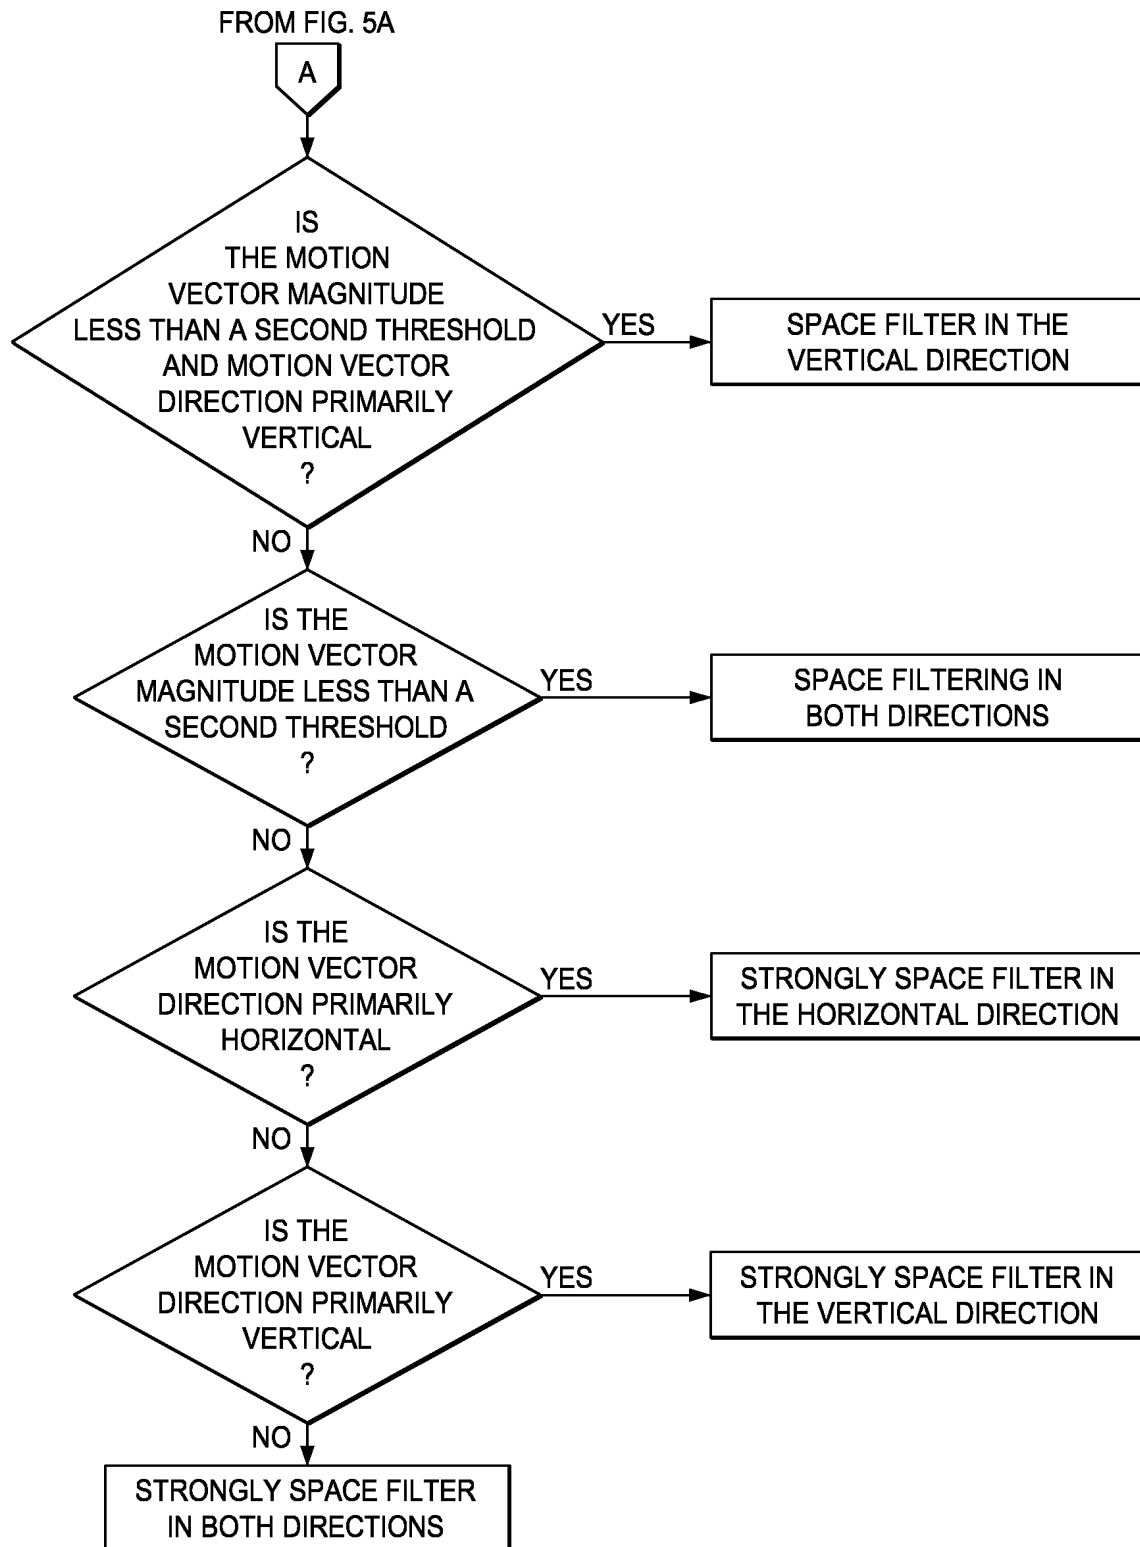 FROM FIG. 5A
A
IS
THE MOTION
VECTOR MAGNITUDE
LESS THAN A SECOND THRESHOLD
AND MOTION VECTOR
DIRECTION PRIMARILY
VERTICAL
?
YES
SPACE FILTER IN THE
VERTICAL DIRECTION
NO
IS THE
MOTION VECTOR
MAGNITUDE LESS THAN A
SECOND THRESHOLD
?
YES
SPACE FILTERING IN
BOTH DIRECTIONS
NO
IS THE
MOTION VECTOR
DIRECTION PRIMARILY
HORIZONTAL
?
YES
STRONGLY SPACE FILTER IN
THE HORIZONTAL DIRECTION
NO
IS THE
MOTION VECTOR
DIRECTION PRIMARILY
VERTICAL
?
YES
STRONGLY SPACE FILTER IN
THE VERTICAL DIRECTION
NO
STRONGLY SPACE FILTER
IN BOTH DIRECTIONS